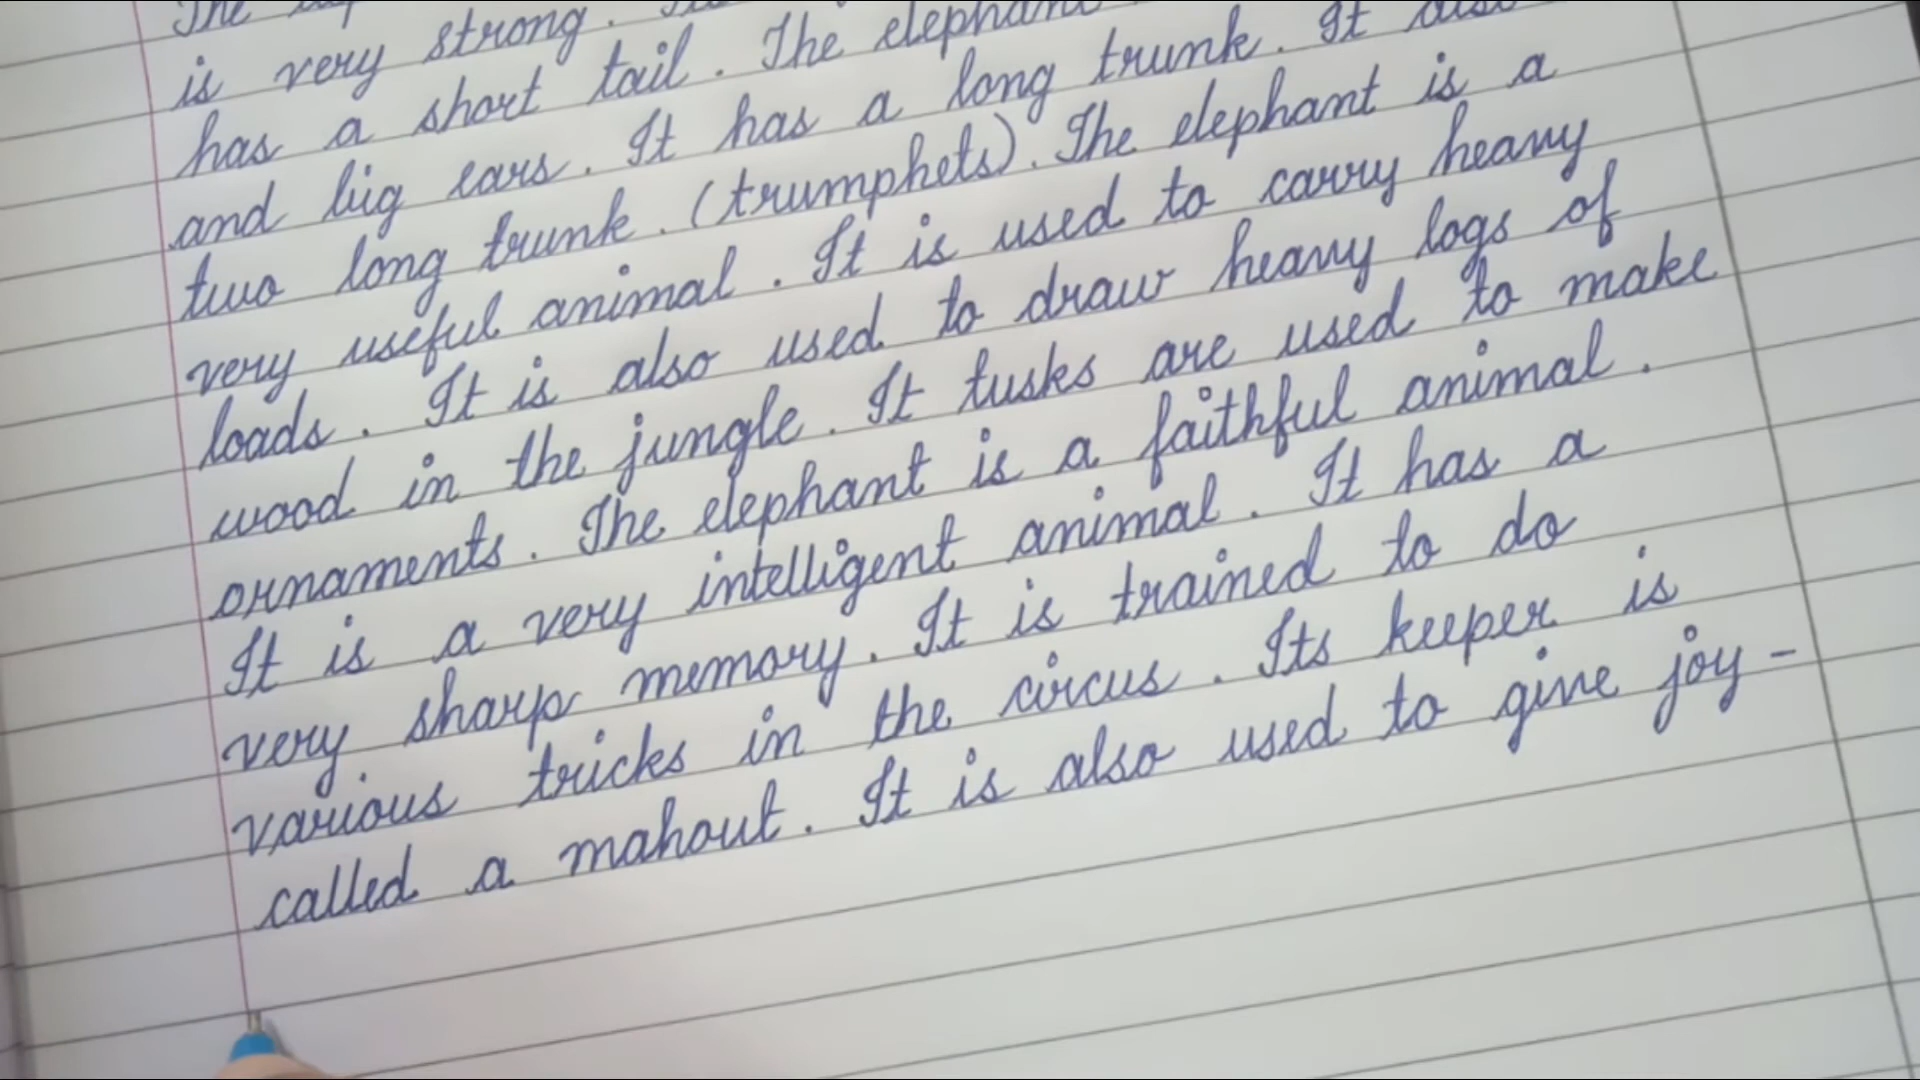 The
is very strong.
has a short tail. The elephant
and big ears. It has a long trunk. It also
two long trunk. (trumphets). The elephant is a
very useful animal. It is used to carry heavy
loads. It is also used to draw heavy logs of
wood in the jungle. It tusks are used to make
ornaments. The elephant is a faithful animal.
It is a very intelligent animal. It has a
very sharp memory. It is trained to do
various tricks in the circus. Its keeper is
called a mahout. It is also used to give joy-